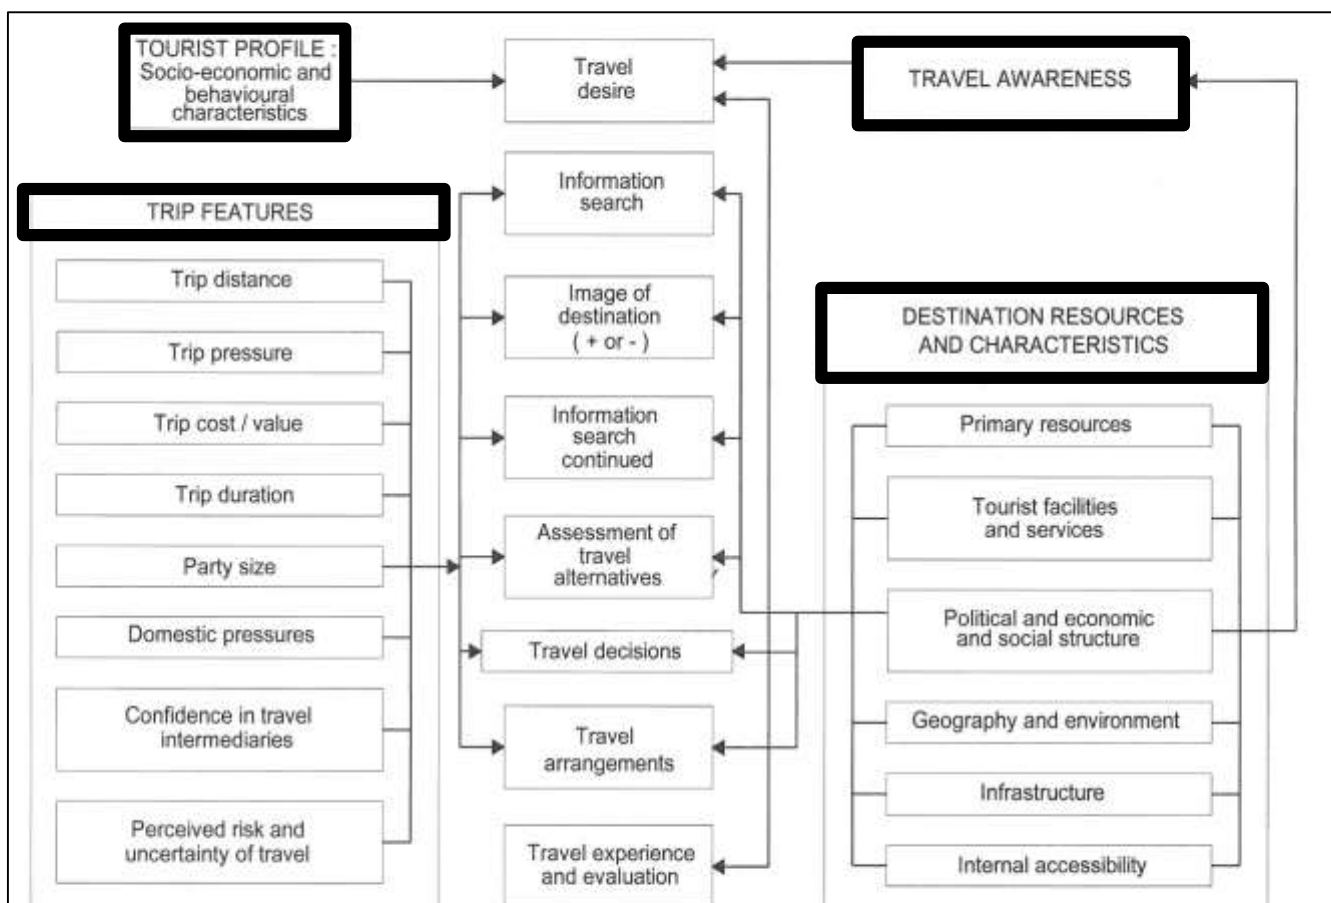 TOURIST PROFILE :
Socio-economic and
behavioural
characteristics
Travel
desire
TRAVEL AWARENESS
Information
search
TRIP FEATURES
Trip distance
Trip pressure
Trip cost / value
Trip duration
Party size
Domestic pressures
Confidence in travel
intermediaries
Perceived risk and
uncertainty of travel
Image of
destination
( + or - )
Information
search
continued
Assessment of
travel
alternatives
Travel decisions
Travel
arrangements
Travel experience
and evaluation
DESTINATION RESOURCES
AND CHARACTERISTICS
Primary resources
Tourist facilities
and services
Political and economic
and social structure
Geography and environment
Infrastructure
Internal accessibility